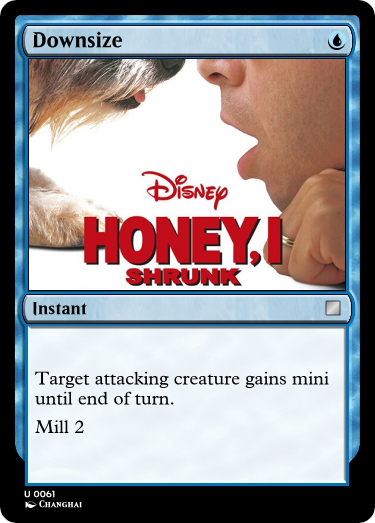 Downsize
Disney
HONEY, I
SHRUNK
Instant
Target attacking creature gains mini
until end of turn.
Mill 2
U 0061
Changhai